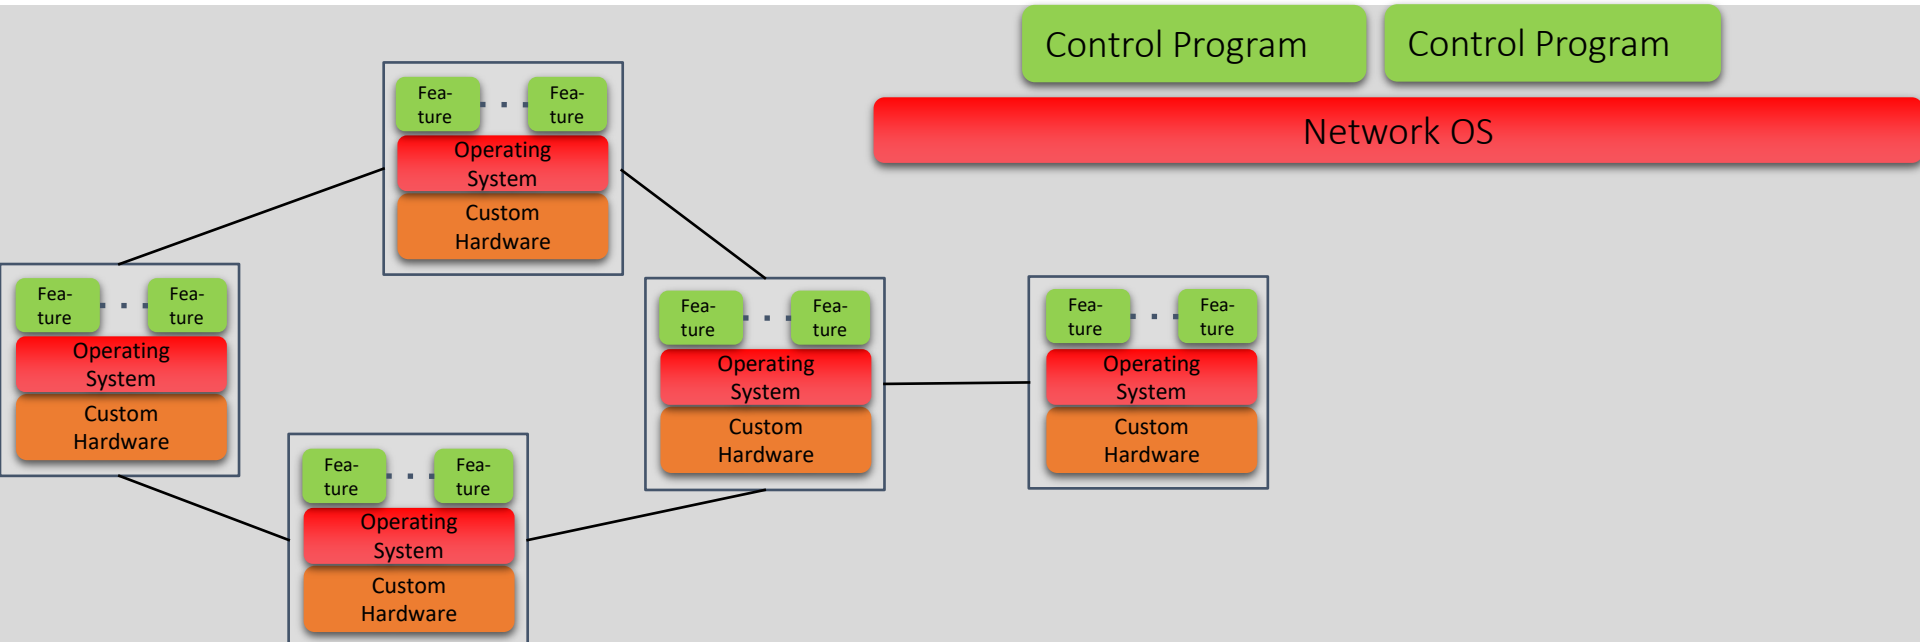 Control Program
Control Program
Network OS
Fea-
ture
Fea-
ture
Operating
System
Custom
Hardware
Fea-
ture
Fea-
ture
Operating
System
Custom
Hardware
Fea-
ture
Fea-
ture
Operating
System
Custom
Hardware
Fea-
ture
Fea-
ture
Operating
System
Custom
Hardware
Fea-
ture
Fea-
ture
Operating
System
Custom
Hardware